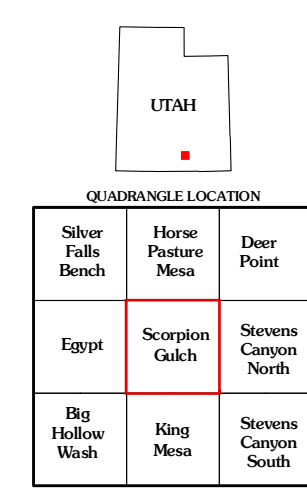 UTAH
QUADRANGLE LOCATION
Silver
Falls
Bench
Horse
Pasture
Mesa
Deer
Point
Egypt
Scorpion
Gulch
Stevens
Canyon
North
Big
Hollow
Wash
King
Mesa
Stevens
Canyon
South